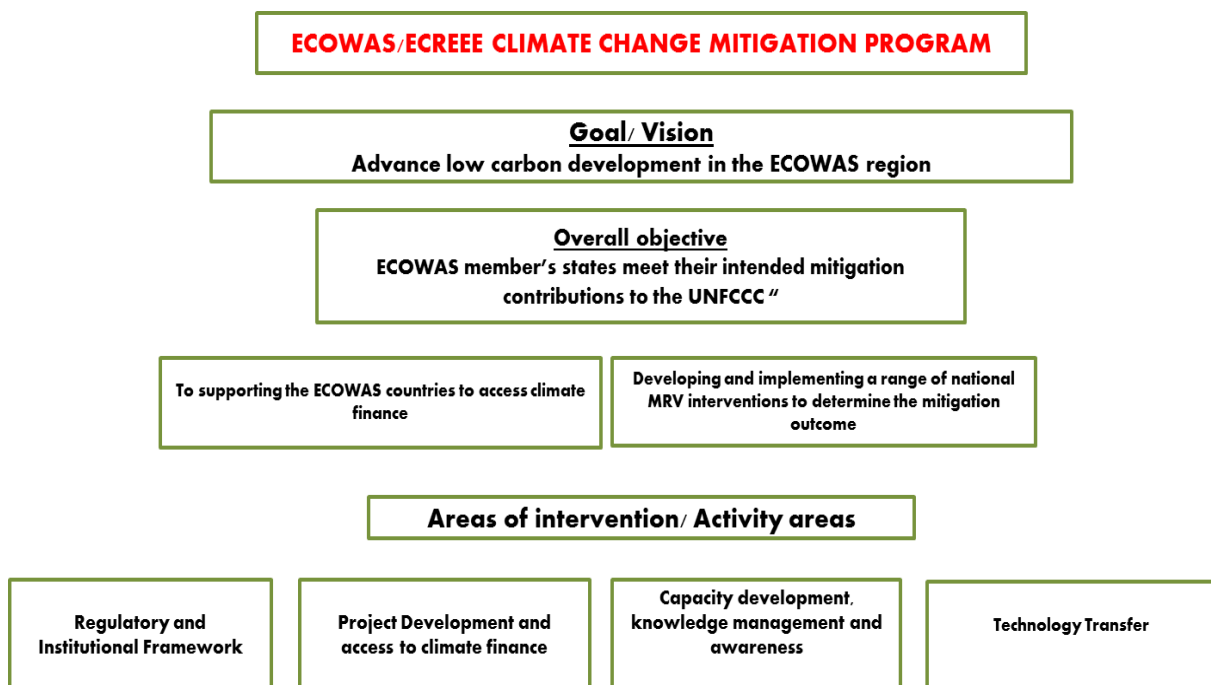 ECOWAS/ECREEE CLIMATE CHANGE MITIGATION PROGRAM
Goal/ Vision
Advance low carbon development in the ECOWAS region
Overall objective
ECOWAS member’s states meet their intended mitigation
contributions to the UNFCCC “
To supporting the ECOWAS countries to access climate
finance
Developing and implementing a range of national
MRV interventions to determine the mitigation
outcome
Areas of intervention/ Activity areas
Regulatory and
Institutional Framework
Project Development and
access to climate finance
Capacity development,
knowledge management and
awareness
Technology Transfer